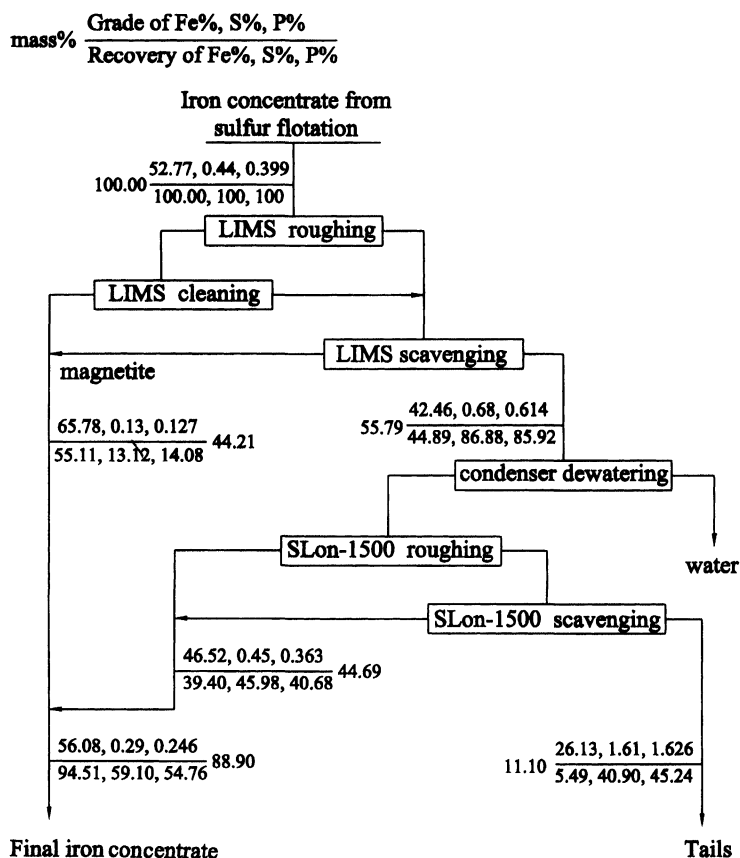 mass% Grade of Fe%, S%, P%
Recovery of Fe%, S%, P%
Iron concentrate from
sulfur flotation
100.00 52.77, 0.44, 0.399
100.00, 100, 100
LIMS roughing
LIMS cleaning
LIMS scavenging
magnetite
65.78, 0.13, 0.127
55.11, 13.12, 14.08
44.21
55.79
42.46, 0.68, 0.614
44.89, 86.88, 85.92
condenser dewatering
SLon-1500 roughing
water
SLon-1500 scavenging
46.52, 0.45, 0.363
39.40, 45.98, 40.68
44.69
56.08, 0.29, 0.246
94.51, 59.10, 54.76
88.90
11.10
26.13, 1.61, 1.626
5.49, 40.90, 45.24
Final iron concentrate
Tails